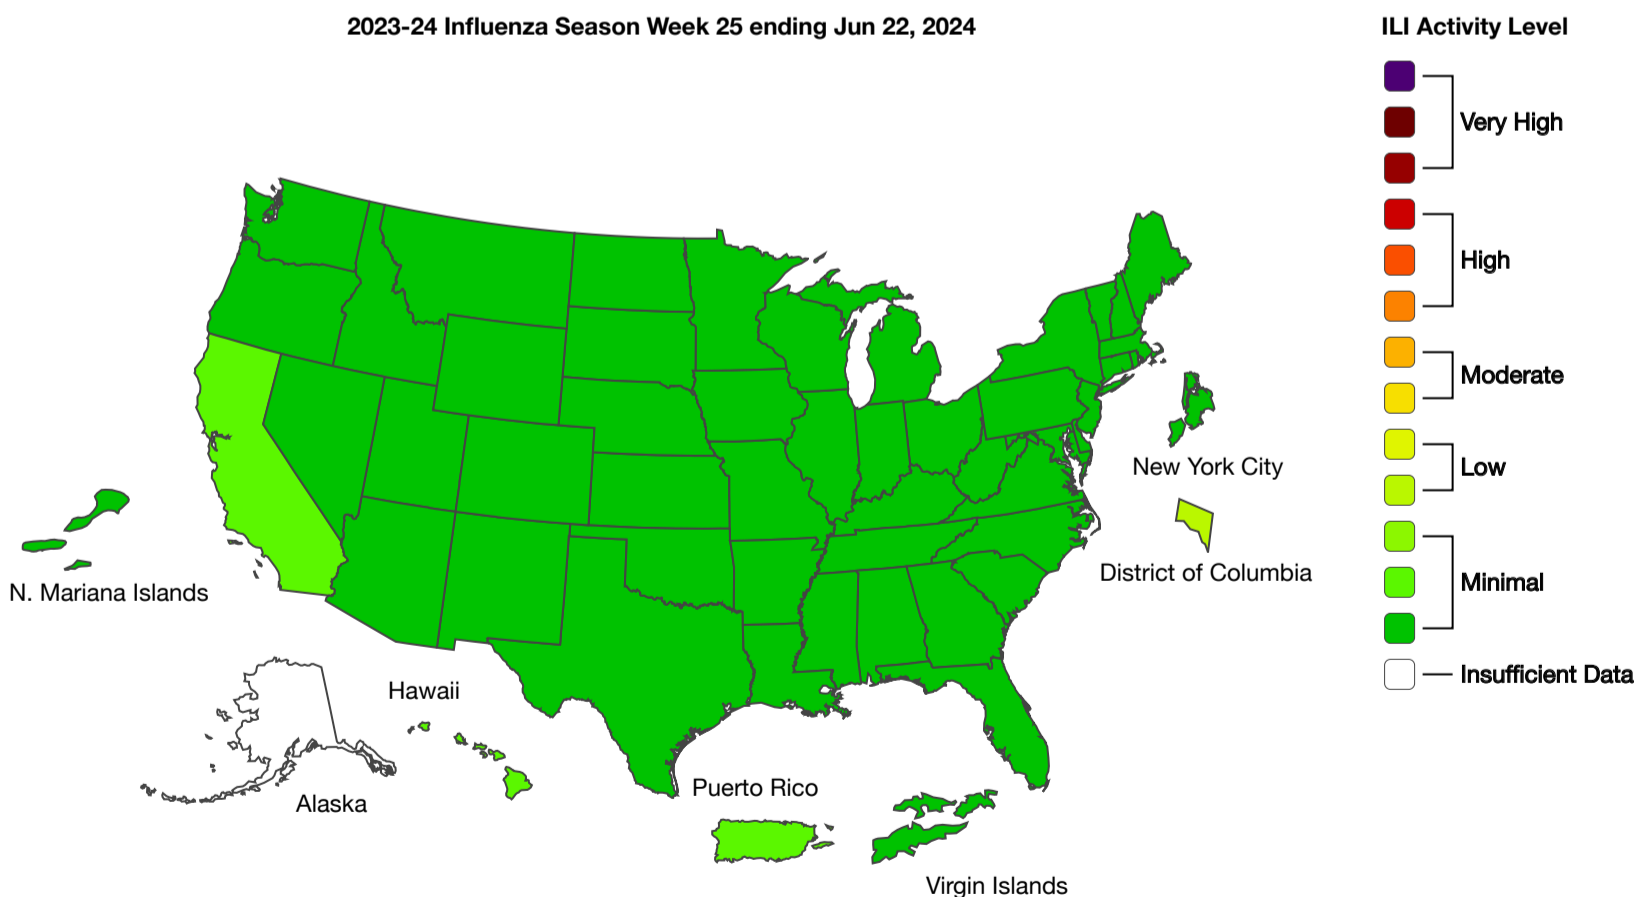 2023-24 Influenza Season Week 25 ending Jun 22, 2024
ILI Activity Level
Very High
High
Moderate
Low
Minimal
Insufficient Data
New York City
District of Columbia
N. Mariana Islands
Hawaii
Alaska
Puerto Rico
Virgin Islands